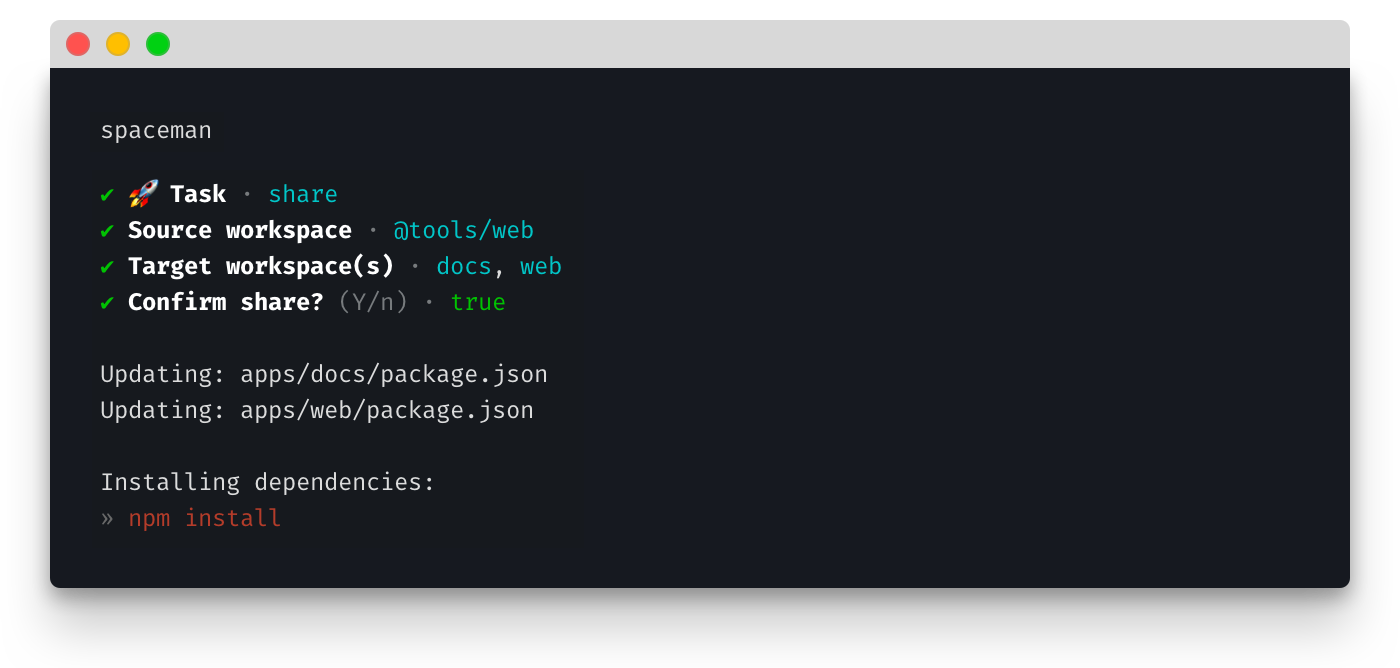 spaceman
✔ 🚀 Task · share
✔ Source workspace · @tools/web
✔ Target workspace(s) · docs, web
✔ Confirm share? (Y/n) · true
Updating: apps/docs/package.json
Updating: apps/web/package.json
Installing dependencies:
» npm install